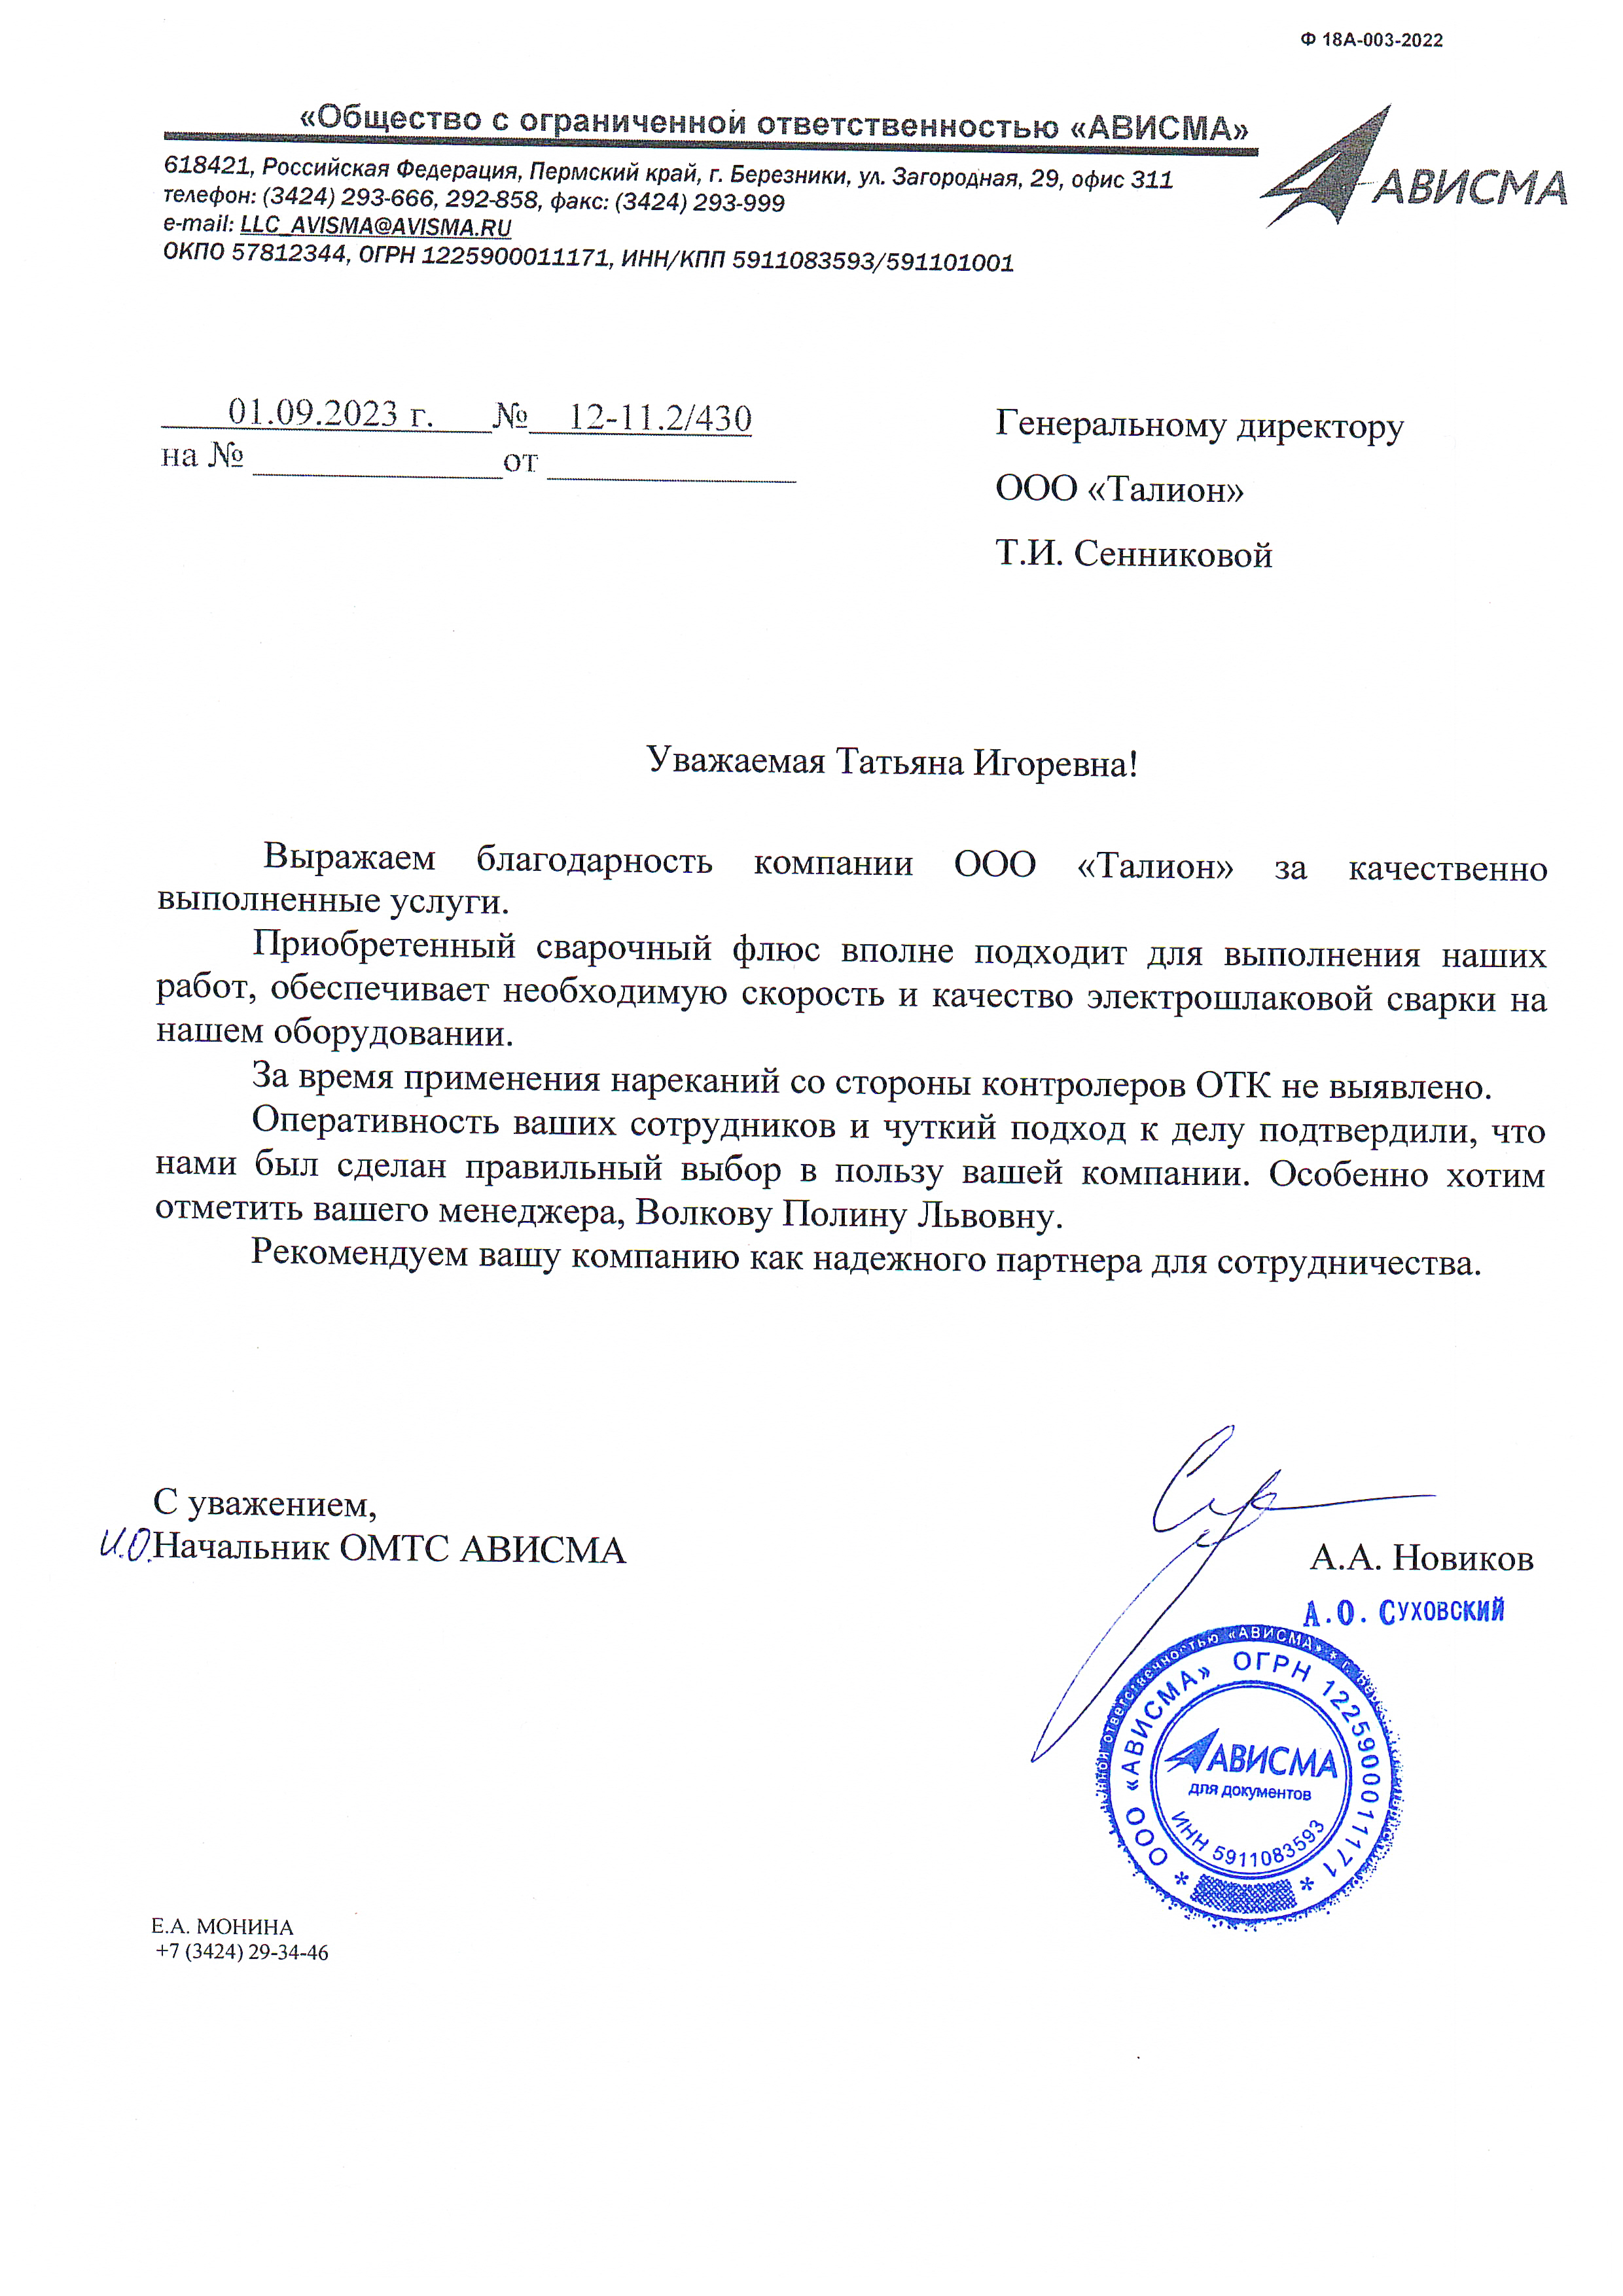 Ф 18А-003-2022
«Общество с ограниченной ответственностью «АВИСМА»
АВИСМА
618421, Российская Федерация, Пермский край, г. Березники, ул. Загородная, 29, офис 311
телефон: (3424) 293-666, 292-858, факс: (3424) 293-999
e-mail: LLC_AVISMA@AVISMA.RU
ОКПО 57812344, ОГРН 1225900011171, ИНН/КПП 5911083593/591101001
01.09.2023 г. № 12-11.2/430
на № от
Генеральному директору
ООО «Талион»
Т.И. Сенниковой
Уважаемая Татьяна Игоревна!
Выражаем благодарность компании ООО «Талион» за качественно
выполненные услуги.
Приобретенный сварочный флюс вполне подходит для выполнения наших
работ, обеспечивает необходимую скорость и качество электрошлаковой сварки на
нашем оборудовании.
За время применения нареканий со стороны контролеров ОТК не выявлено.
Оперативность ваших сотрудников и чуткий подход к делу подтвердили, что
нами был сделан правильный выбор в пользу вашей компании. Особенно хотим
отметить вашего менеджера, Волкову Полину Львовну.
Рекомендуем вашу компанию как надежного партнера для сотрудничества.
С уважением,
И.О. Начальник ОМТС АВИСМА
А.А. Новиков
А.О. Суховский
ответственностью «АВИСМА» * г.
ООО «АВИСМА» ОГРН 1225900011171
АВИСМА
для документов
ИНН 5911083593
Е.А. МОНИНА
+7 (3424) 29-34-46